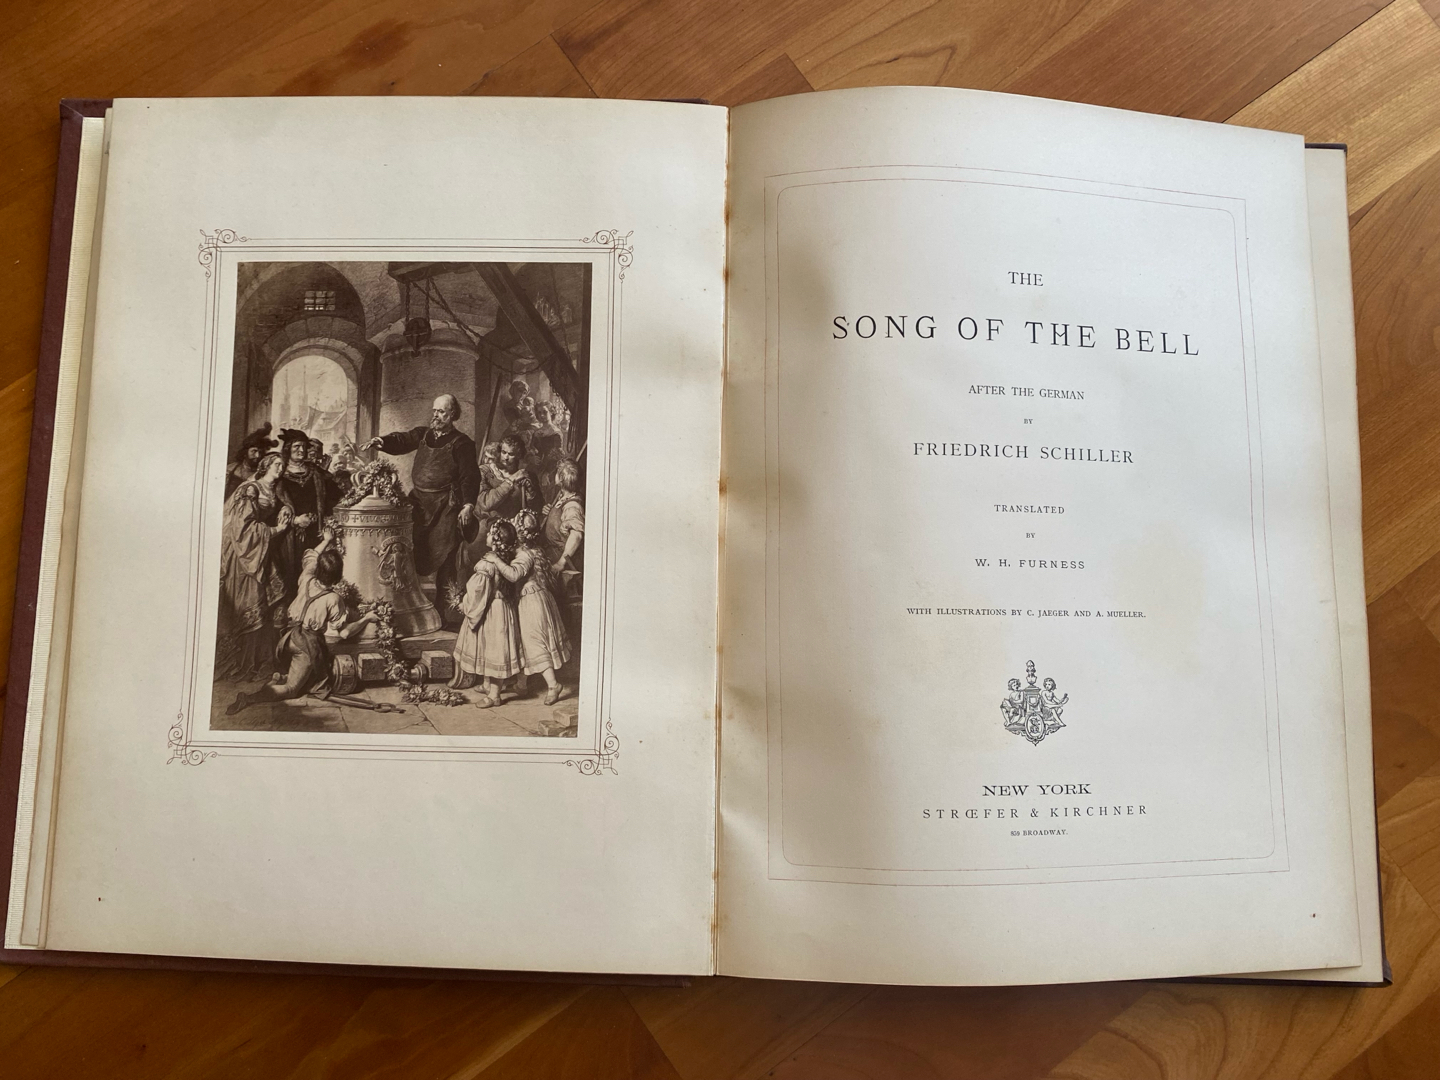 THE
SONG OF THE BELL
AFTER THE GERMAN
BY
FRIEDRICH SCHILLER
TRANSLATED
BY
W. H. FURNESS
WITH ILLUSTRATIONS BY C. JAEGER AND A. MUELLER.
NEW YORK
STRŒFER & KIRCHNER
BROADWAY.